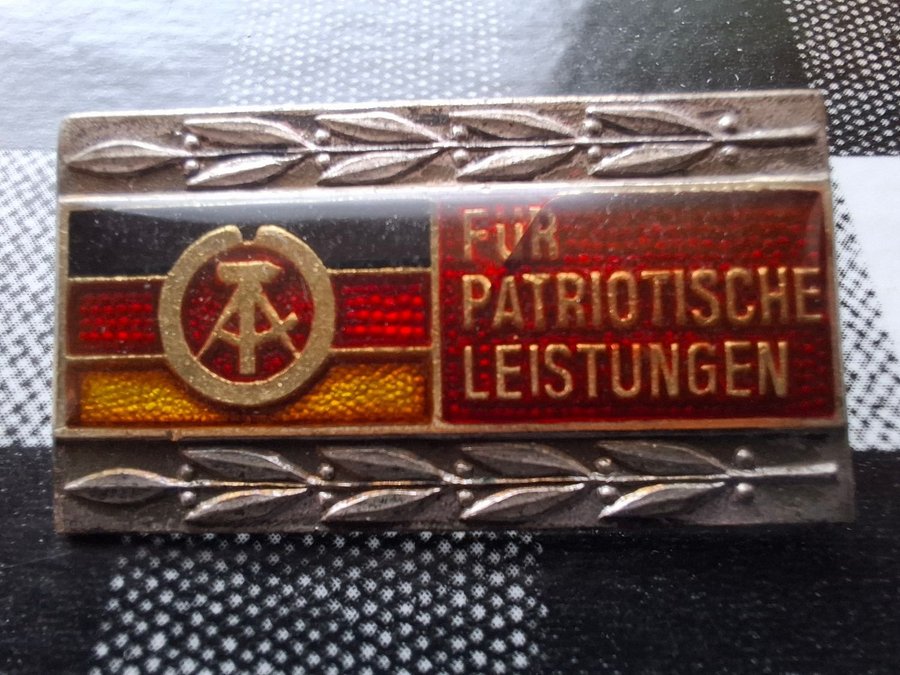 FÜR
PATRIOTISCHE
LEISTUNGEN